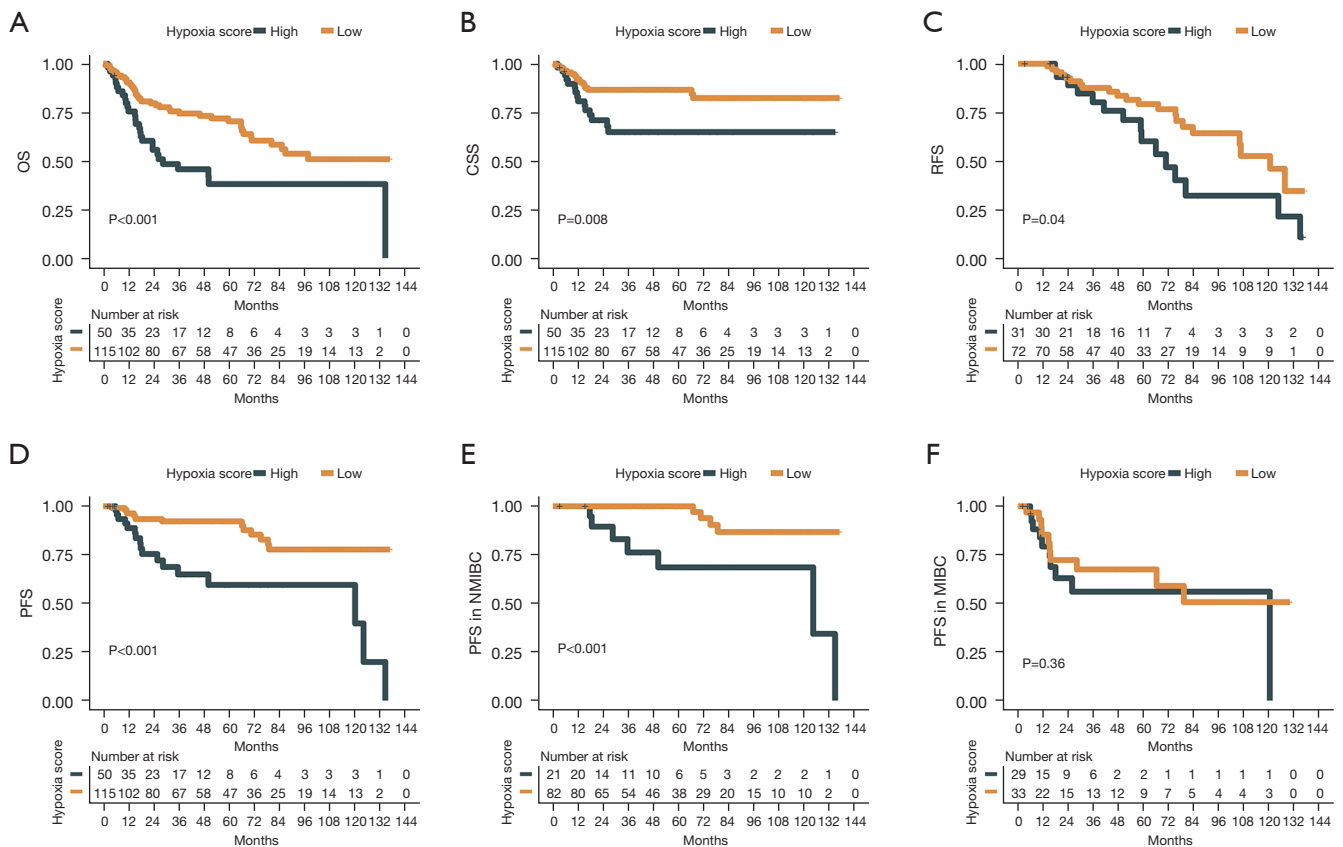 A
Hypoxia score High Low
OS
1.00
0.75
0.50
0.25
0.00
P<0.001
0 12 24 36 48 60 72 84 96 108 120 132 144
Months
Hypoxia score
Number at risk
50 35 23 17 12 8 6 4 3 3 3 1 0
115 102 80 67 58 47 36 25 19 14 13 2 0
0 12 24 36 48 60 72 84 96 108 120 132 144
Months
B
Hypoxia score High Low
CSS
1.00
0.75
0.50
0.25
0.00
P=0.008
0 12 24 36 48 60 72 84 96 108 120 132 144
Months
Hypoxia score
Number at risk
50 35 23 17 12 8 6 4 3 3 3 1 0
115 102 80 67 58 47 36 25 19 14 13 2 0
0 12 24 36 48 60 72 84 96 108 120 132 144
Months
C
Hypoxia score High Low
RFS
1.00
0.75
0.50
0.25
0.00
P=0.04
0 12 24 36 48 60 72 84 96 108 120 132 144
Months
Hypoxia score
Number at risk
31 30 21 18 16 11 7 4 3 3 3 2 0
72 70 58 47 40 33 27 19 14 9 9 1 0
0 12 24 36 48 60 72 84 96 108 120 132 144
Months
D
Hypoxia score High Low
PFS
1.00
0.75
0.50
0.25
0.00
P<0.001
0 12 24 36 48 60 72 84 96 108 120 132 144
Months
Hypoxia score
Number at risk
50 35 23 17 12 8 6 4 3 3 3 1 0
115 102 80 67 58 47 36 25 19 14 13 2 0
0 12 24 36 48 60 72 84 96 108 120 132 144
Months
E
Hypoxia score High Low
PFS in NMIBC
1.00
0.75
0.50
0.25
0.00
P<0.001
0 12 24 36 48 60 72 84 96 108 120 132 144
Months
Hypoxia score
Number at risk
21 20 14 11 10 6 5 3 2 2 2 1 0
82 80 65 54 46 38 29 20 15 10 10 2 0
0 12 24 36 48 60 72 84 96 108 120 132 144
Months
F
Hypoxia score High Low
PFS in MIBC
1.00
0.75
0.50
0.25
0.00
P=0.36
0 12 24 36 48 60 72 84 96 108 120 132 144
Months
Hypoxia score
Number at risk
29 15 9 6 2 2 1 1 1 1 1 0 0
33 22 15 13 12 9 7 5 4 4 3 0 0
0 12 24 36 48 60 72 84 96 108 120 132 144
Months